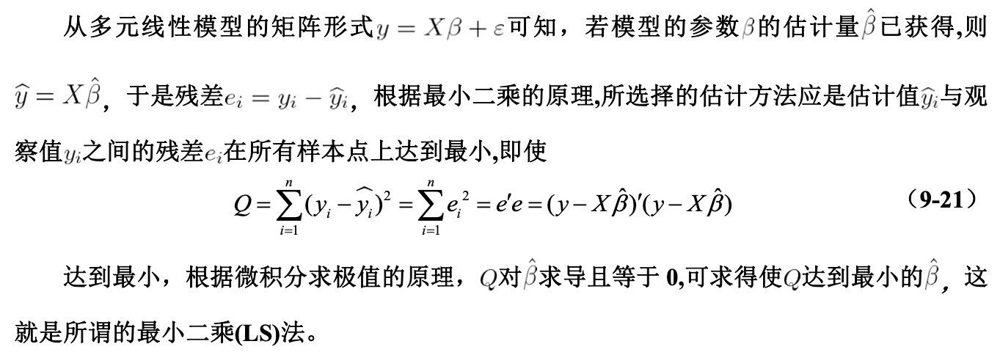 从多元线性模型的矩阵形式$y = X\beta + \varepsilon$可知，若模型的参数$\beta$的估计量$\hat{\beta}$已获得,则
$\widehat{y} = X\hat{\beta}$，于是残差$e_i = y_i - \widehat{y}_i$，根据最小二乘的原理,所选择的估计方法应是估计值$\widehat{y}_i$与观
察值$y_i$之间的残差$e_i$在所有样本点上达到最小,即使
$Q = \sum_{i=1}^{n}(y_i - \widehat{y_i})^2 = \sum_{i=1}^{n} e_i^2 = e'e = (y - X\hat{\beta})'(y - X\hat{\beta})$ （9-21）
达到最小，根据微积分求极值的原理，$Q$对$\hat{\beta}$求导且等于 0,可求得使$Q$达到最小的$\hat{\beta}$，这
就是所谓的最小二乘(LS)法。